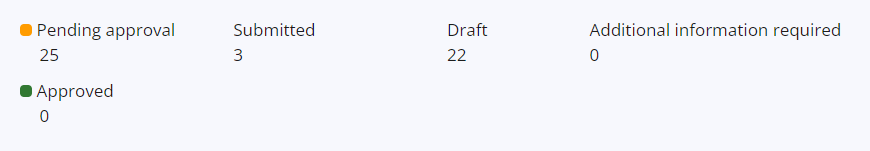 Pending approval Submitted Draft Additional information required
25 3 22 0
Approved
0